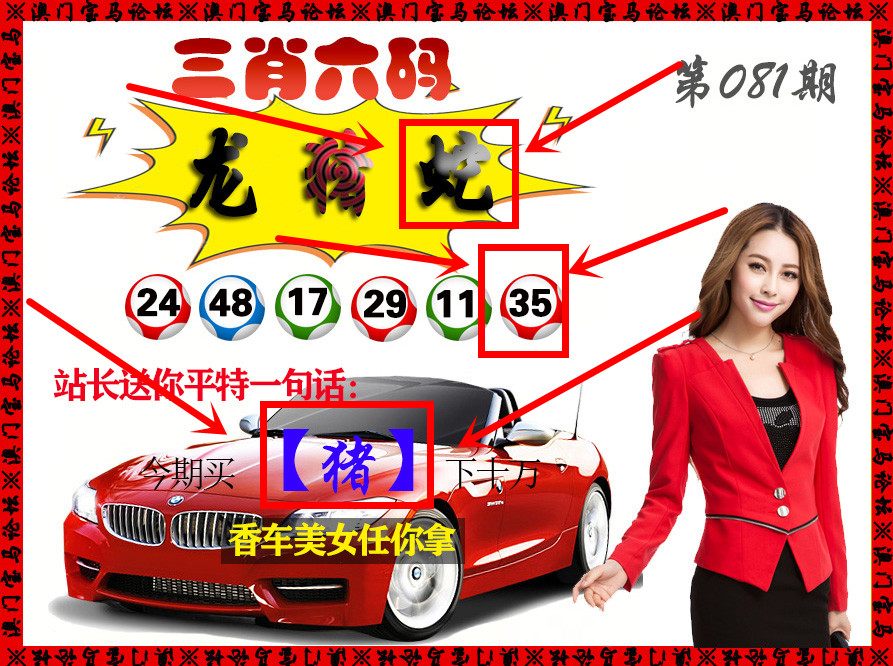 ※澳门宝马论坛※澳门宝马论坛※澳门宝马论坛※澳门宝马论坛※澳门宝马论坛※
三肖六码
第081期
龙 猪 蛇
24 48 17 29 11 35
站长送你平特一句话:
今期买【猪】下十万
香车美女任你拿